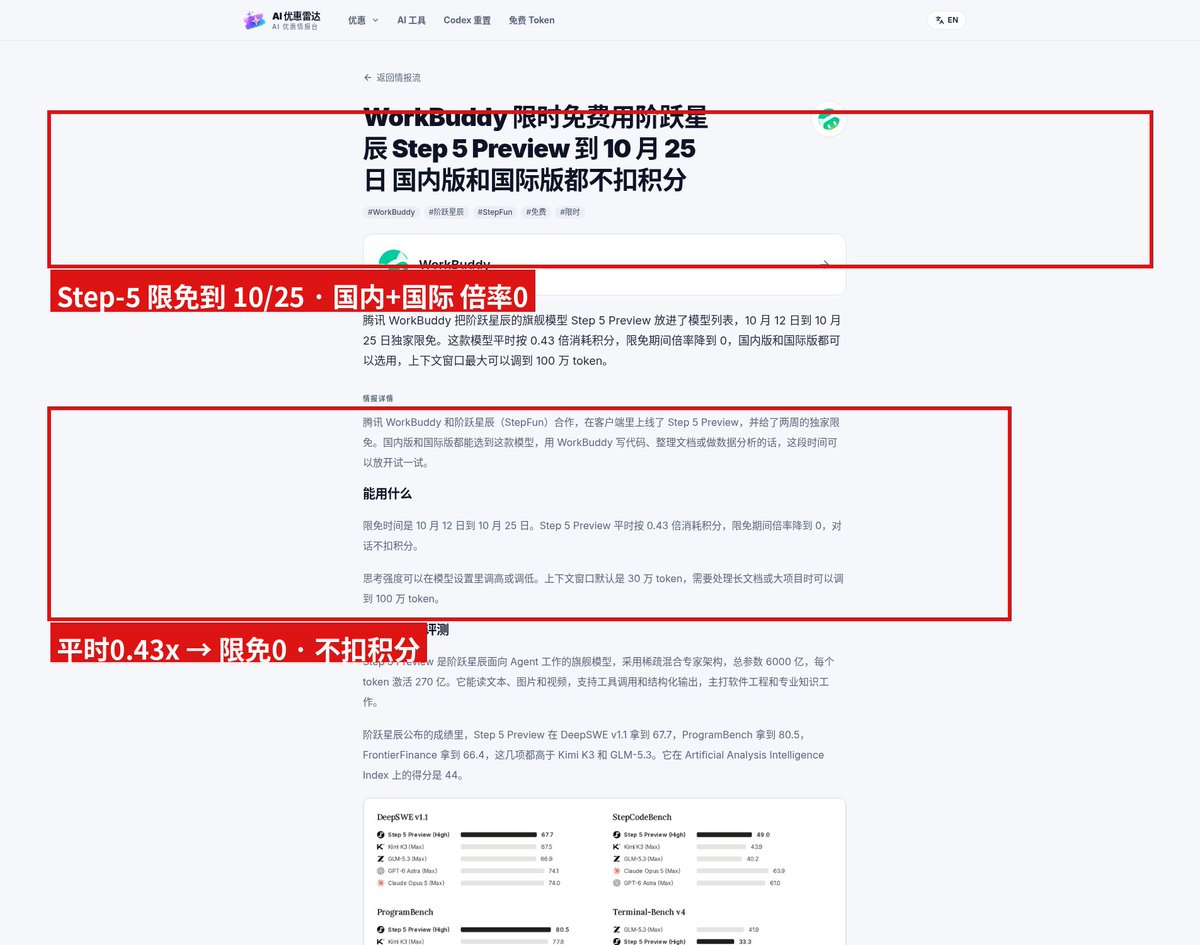 AI优惠雷达
AI 优惠情报台
优惠
AI 工具
Codex 重置
免费 Token
EN
← 返回情报流
WorkBuddy 限时免费用阶跃星
辰 Step 5 Preview 到 10 月 25
日 国内版和国际版都不扣积分
#WorkBuddy #阶跃星辰 #StepFun #免费 #限时
WorkBuddy
Step-5 限免到 10/25 · 国内+国际 倍率0
腾讯 WorkBuddy 把阶跃星辰的旗舰模型 Step 5 Preview 放进了模型列表，10 月 12 日到 10 月
25 日独家限免。这款模型平时按 0.43 倍消耗积分，限免期间倍率降到 0，国内版和国际版都可
以选用，上下文窗口最大可以调到 100 万 token。
情报详情
腾讯 WorkBuddy 和阶跃星辰（StepFun）合作，在客户端里上线了 Step 5 Preview，并给了两周的独家限
免。国内版和国际版都能选到这款模型，用 WorkBuddy 写代码、整理文档或做数据分析的话，这段时间可
以放开试一试。
能用什么
限免时间是 10 月 12 日到 10 月 25 日。Step 5 Preview 平时按 0.43 倍消耗积分，限免期间倍率降到 0，对
话不扣积分。
思考强度可以在模型设置里调高或调低。上下文窗口默认是 30 万 token，需要处理长文档或大项目时可以调
到 100 万 token。
评测
平时0.43x → 限免0 · 不扣积分
Step 5 Preview 是阶跃星辰面向 Agent 工作的旗舰模型，采用稀疏混合专家架构，总参数 6000 亿，每个
token 激活 270 亿。它能读文本、图片和视频，支持工具调用和结构化输出，主打软件工程和专业知识工
作。
阶跃星辰公布的成绩里，Step 5 Preview 在 DeepSWE v1.1 拿到 67.7，ProgramBench 拿到 80.5，
FrontierFinance 拿到 66.4，这几项都高于 Kimi K3 和 GLM-5.3。它在 Artificial Analysis Intelligence
Index 上的得分是 44。
DeepSWE v1.1
Step 5 Preview (High) 67.7
Kimi K3 (Max) 67.5
GLM-5.3 (Max) 66.9
GPT-6 Astra (Max) 74.1
Claude Opus 5 (Max) 74.0
StepCodeBench
Step 5 Preview (High) 49.0
Kimi K3 (Max) 43.9
GLM-5.3 (Max) 40.2
Claude Opus 5 (Max) 63.9
GPT-6 Astra (Max) 61.0
ProgramBench
Step 5 Preview (High) 80.5
Kimi K3 (Max) 77.8
Terminal-Bench v4
GLM-5.3 (Max) 41.9
Step 5 Preview (High) 33.3